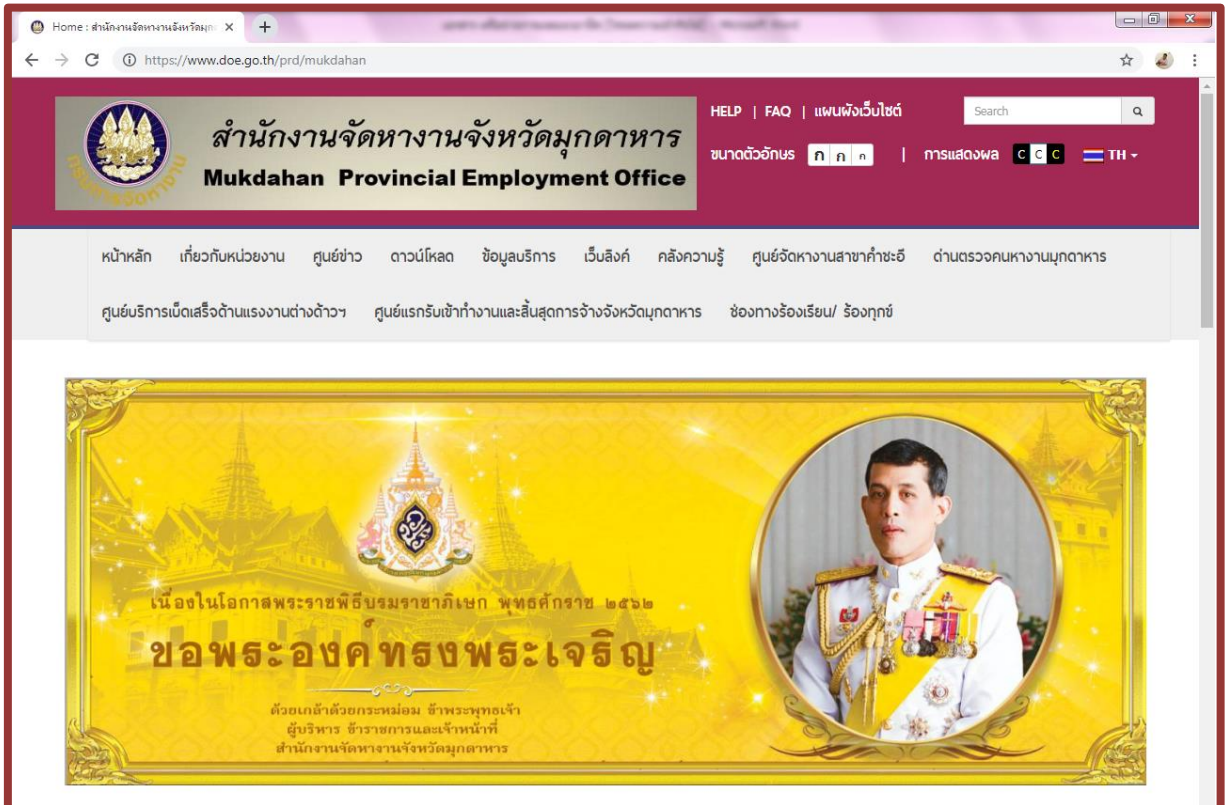 Home : สำนักงานจัดหางานจังหวัดมุก
https://www.doe.go.th/prd/mukdahan
กรมการจัดหางาน
สำนักงานจัดหางานจังหวัดมุกดาหาร
Mukdahan Provincial Employment Office
HELP | FAQ | แผนผังเว็บไซต์
Search
ขนาดตัวอักษร ก ก ก | การแสดงผล C C C TH
หน้าหลัก เกี่ยวกับหน่วยงาน ศูนย์ข่าว ดาวน์โหลด ข้อมูลบริการ เว็บลิงค์ คลังความรู้ ศูนย์จัดหางานสาขาคำชะอี ด่านตรวจคนหางานมุกดาหาร
ศูนย์บริการเบ็ดเสร็จด้านแรงงานต่างด้าวฯ ศูนย์แรกรับเข้าทำงานและสิ้นสุดการจ้างจังหวัดมุกดาหาร ช่องทางร้องเรียน/ ร้องทุกข์
เนื่องในโอกาสพระราชพิธีบรมราชาภิเษก พุทธศักราช ๒๕๖๒
ขอพระองค์ทรงพระเจริญ
ด้วยเกล้าด้วยกระหม่อม ข้าพระพุทธเจ้า
ผู้บริหาร ข้าราชการและเจ้าหน้าที่
สำนักงานจัดหางานจังหวัดมุกดาหาร